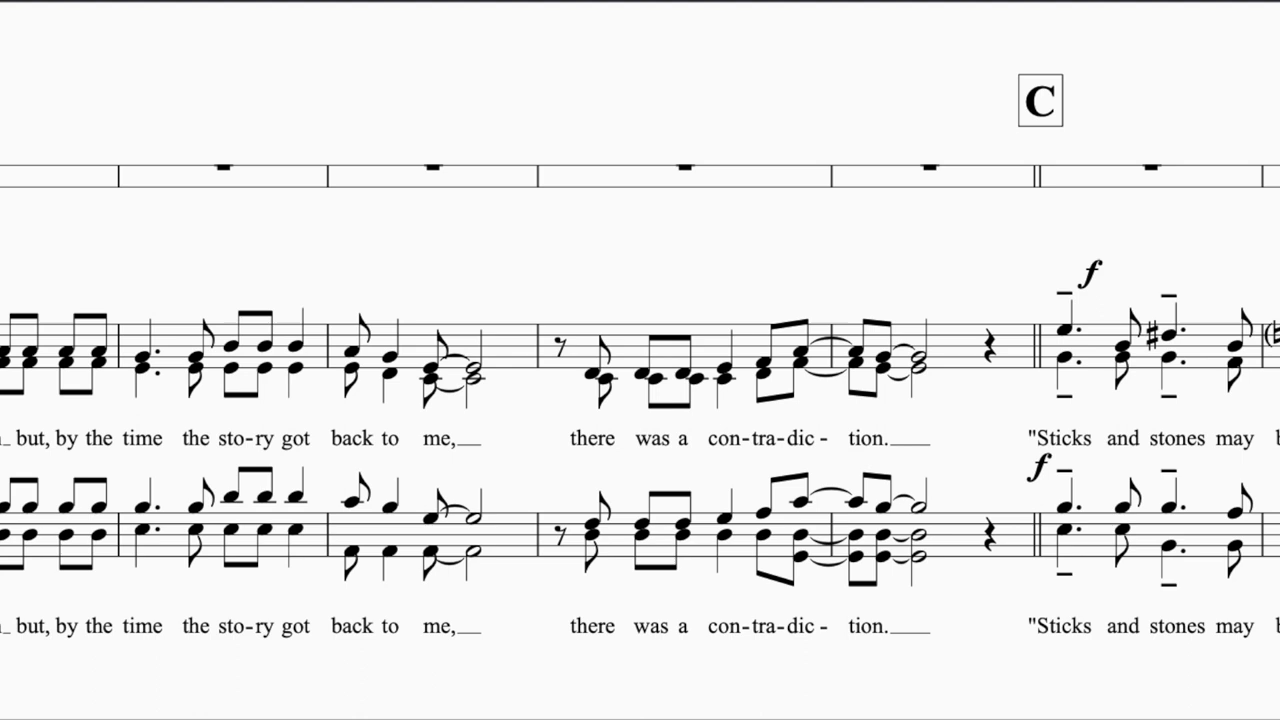 C
f
but, by the time the sto-ry got back to me, there was a con-tra-dic- tion. "Sticks and stones may
f
but, by the time the sto-ry got back to me, there was a con-tra-dic- tion. "Sticks and stones may